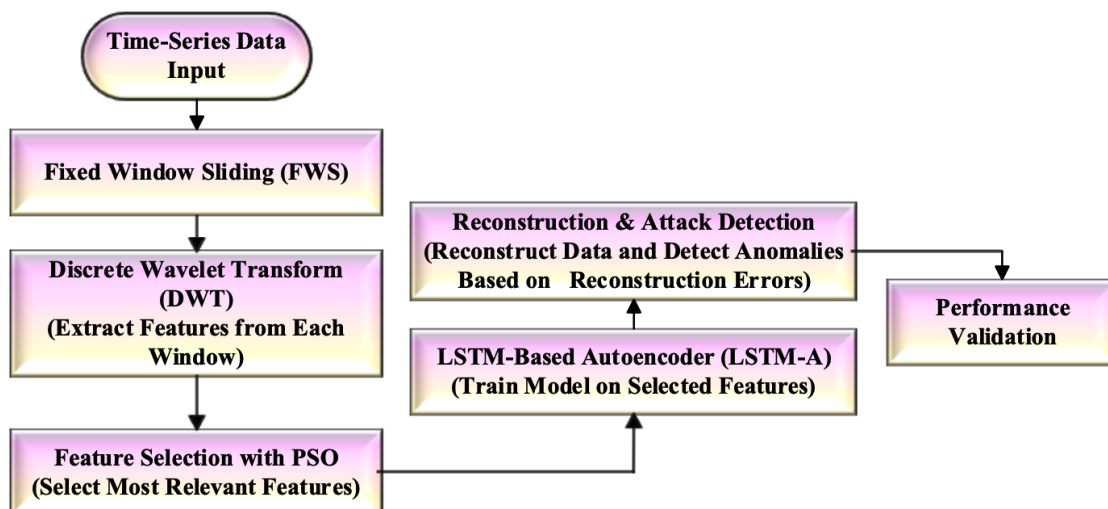 Time-Series Data
Input
Fixed Window Sliding (FWS)
Discrete Wavelet Transform
(DWT)
(Extract Features from Each
Window)
Feature Selection with PSO
(Select Most Relevant Features)
LSTM-Based Autoencoder (LSTM-A)
(Train Model on Selected Features)
Reconstruction & Attack Detection
(Reconstruct Data and Detect Anomalies
Based on Reconstruction Errors)
Performance
Validation